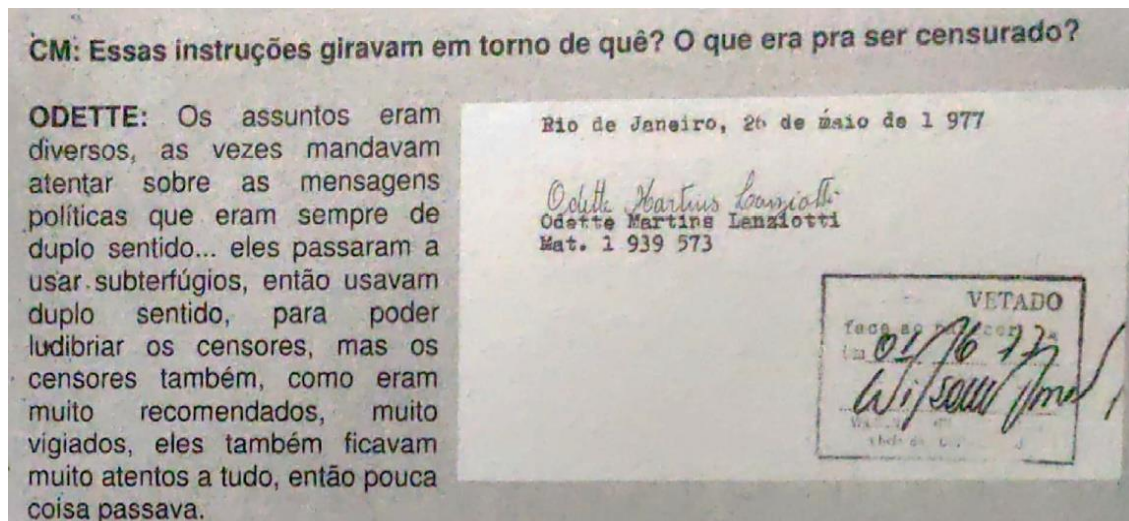 CM: Essas instruções giravam em torno de quê? O que era pra ser censurado?
ODETTE: Os assuntos eram
diversos, as vezes mandavam
atentar sobre as mensagens
políticas que eram sempre de
duplo sentido... eles passaram a
usar subterfúgios, então usavam
duplo sentido, para poder
ludibriar os censores, mas os
censores também, como eram
muito recomendados, muito
vigiados, eles também ficavam
muito atentos a tudo, então pouca
coisa passava.
Rio de Janeiro, 26 de maio de 1 977
Odette Martins Lanziotti
Odette Martins Lanziotti
Mat. 1 939 573
VETADO
face ao
01/6 77
Wilson